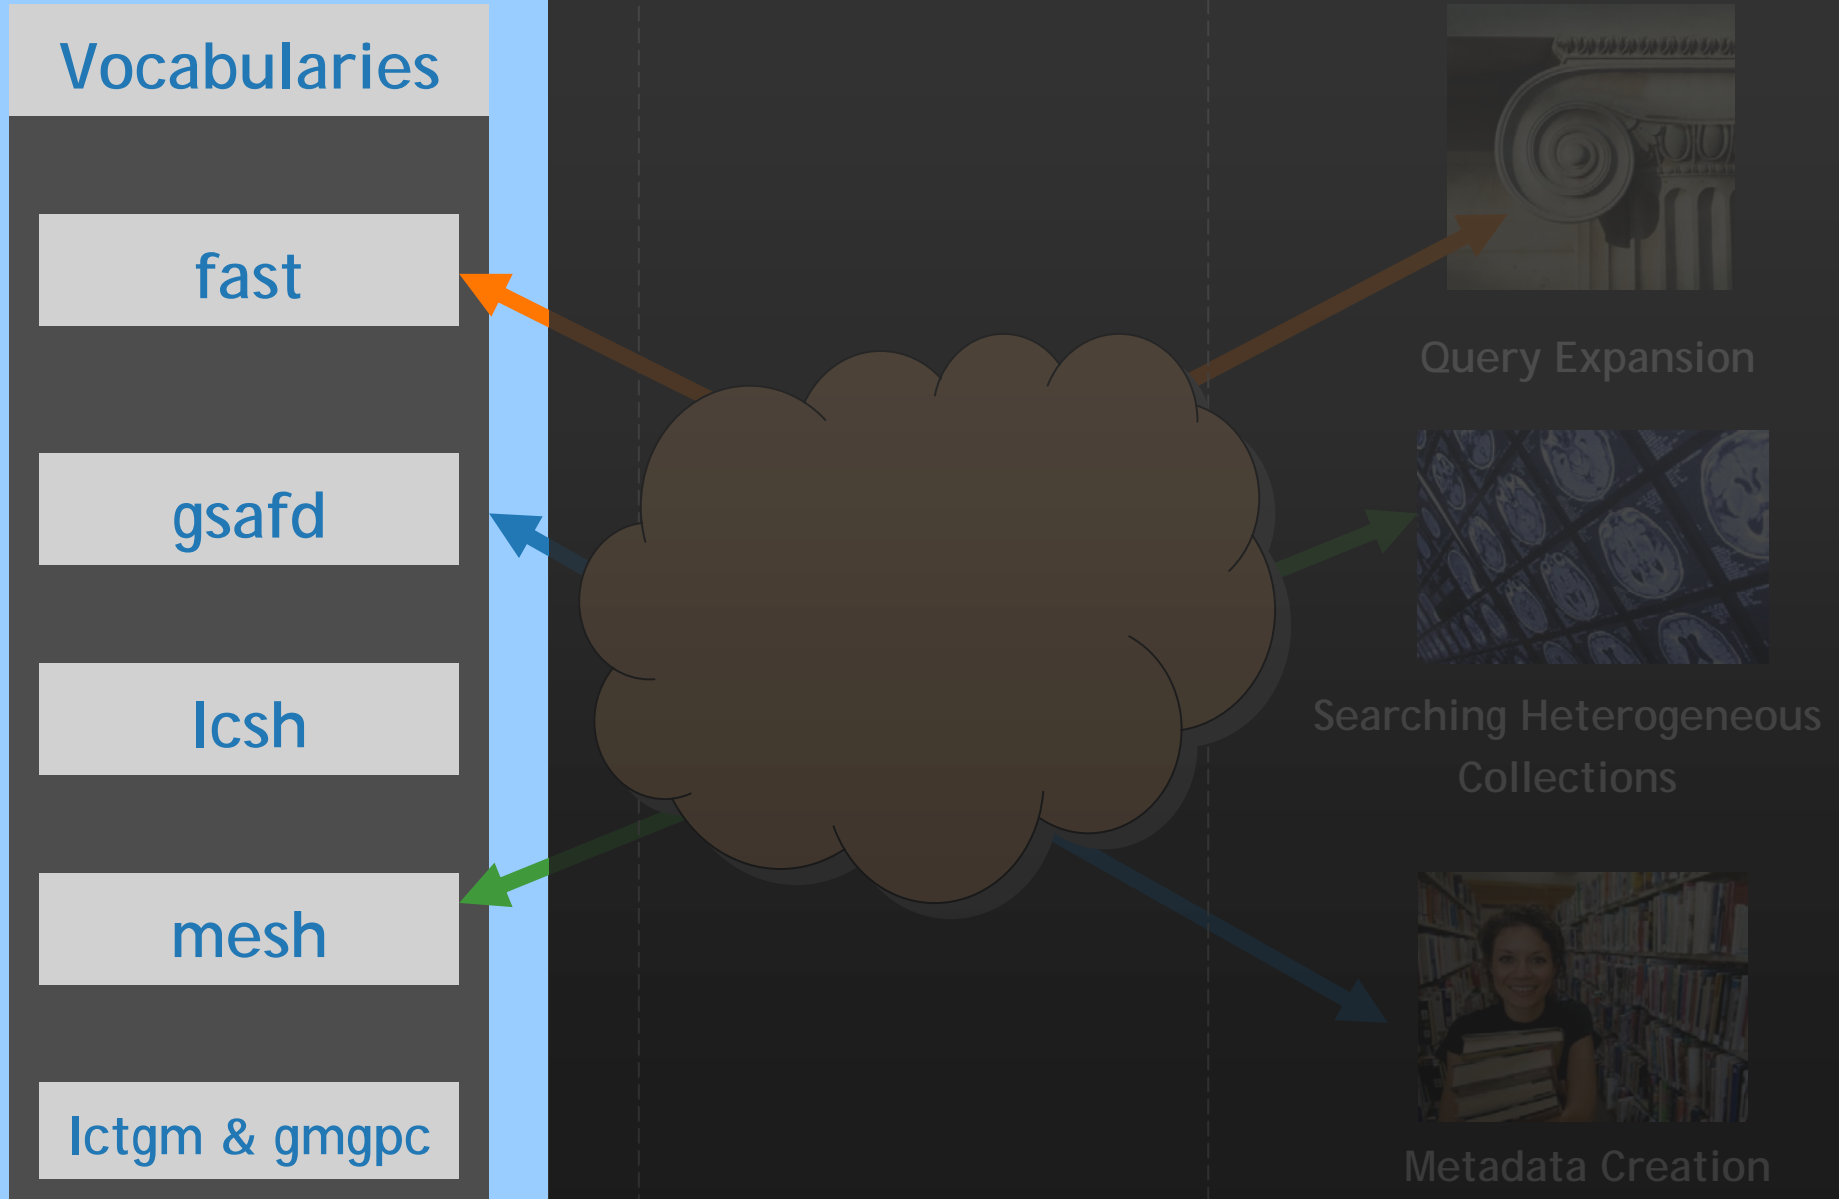 Vocabularies
fast
gsafd
lcsh
mesh
lctgm & gmgpc
Query Expansion
Searching Heterogeneous
Collections
Metadata Creation